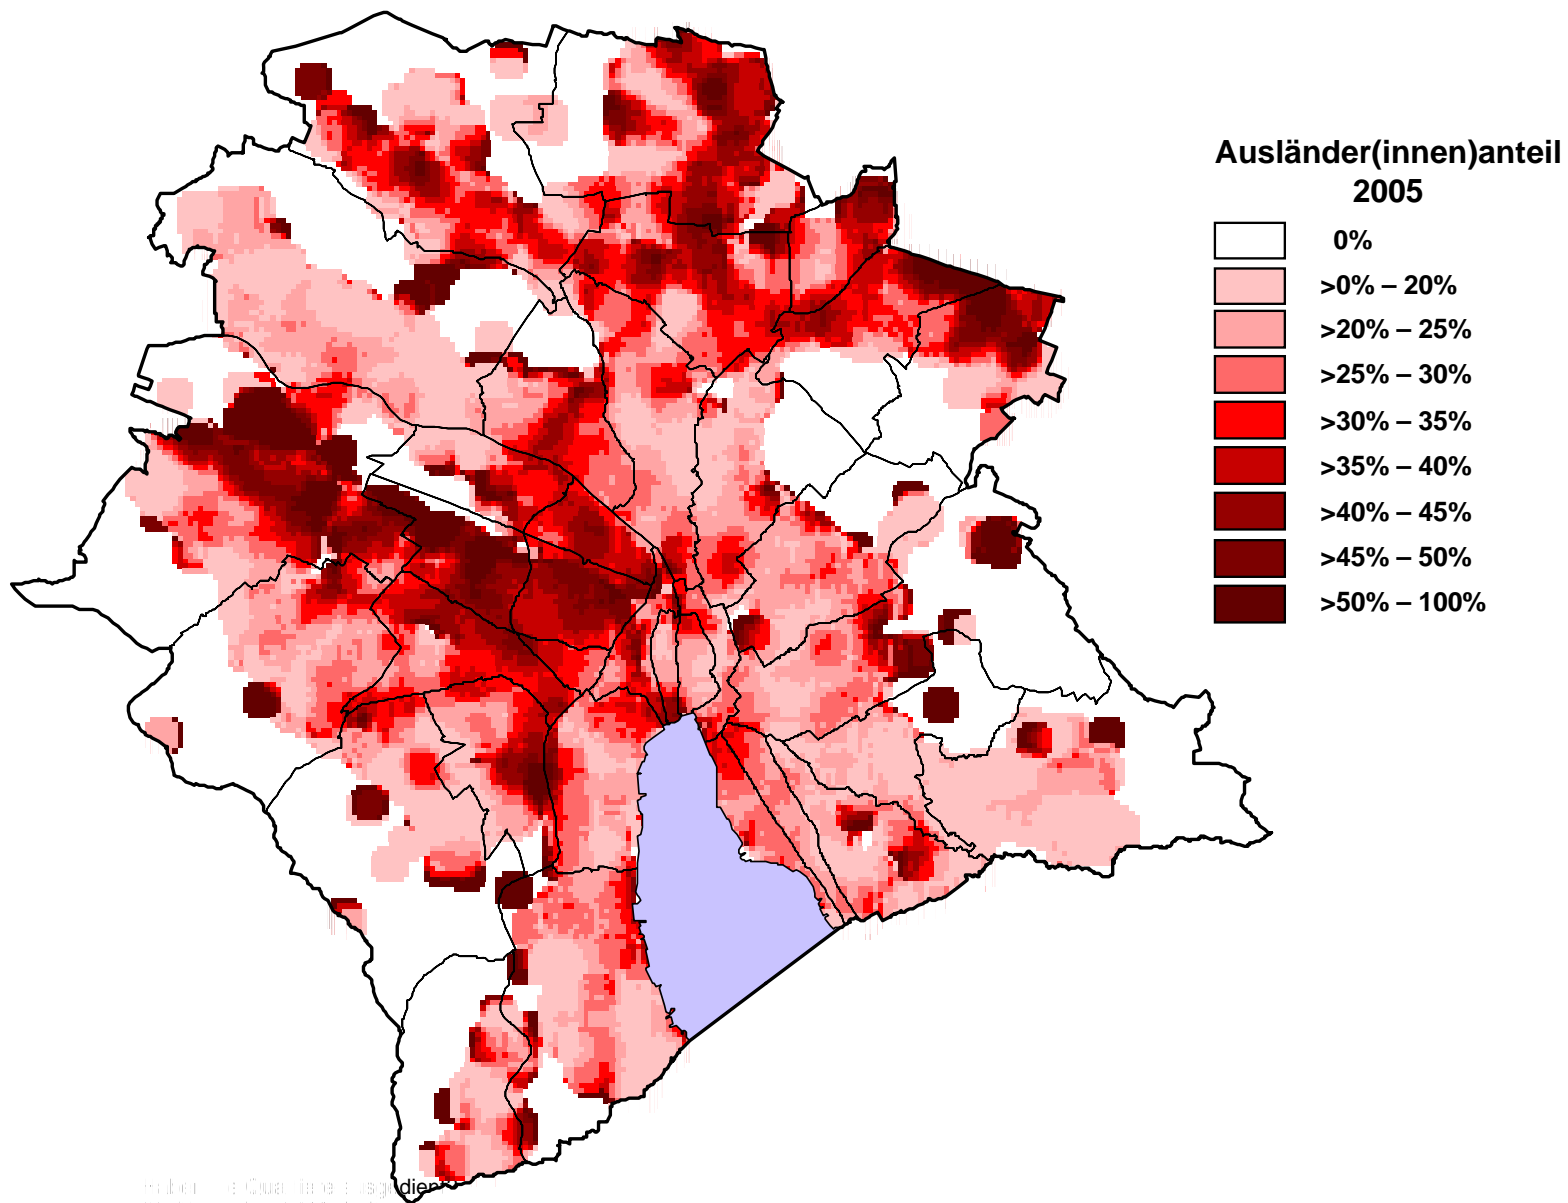 Ausländer(innen)anteil
2005
0%
>0% – 20%
>20% – 25%
>25% – 30%
>30% – 35%
>35% – 40%
>40% – 45%
>45% – 50%
>50% – 100%